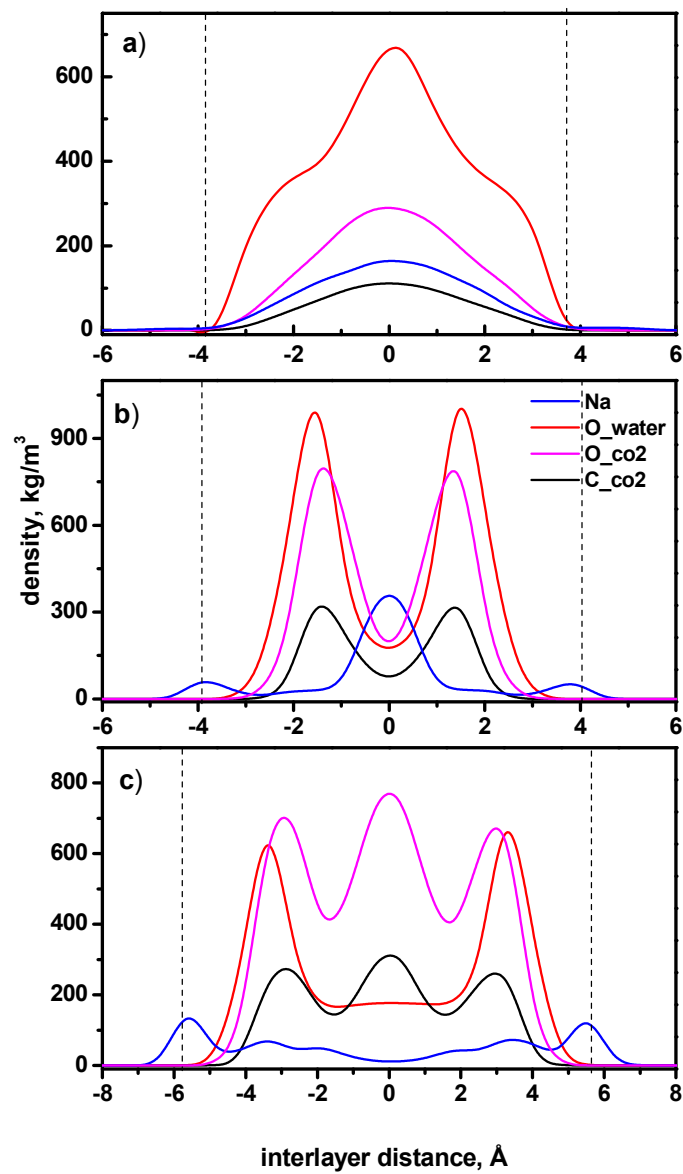 a)
600
400
200
0
-6 -4 -2 0 2 4 6
b)
Na
O_water
O_co2
C_co2
900
600
300
0
density, kg/m³
-6 -4 -2 0 2 4 6
c)
800
600
400
200
0
-8 -6 -4 -2 0 2 4 6 8
interlayer distance, Å